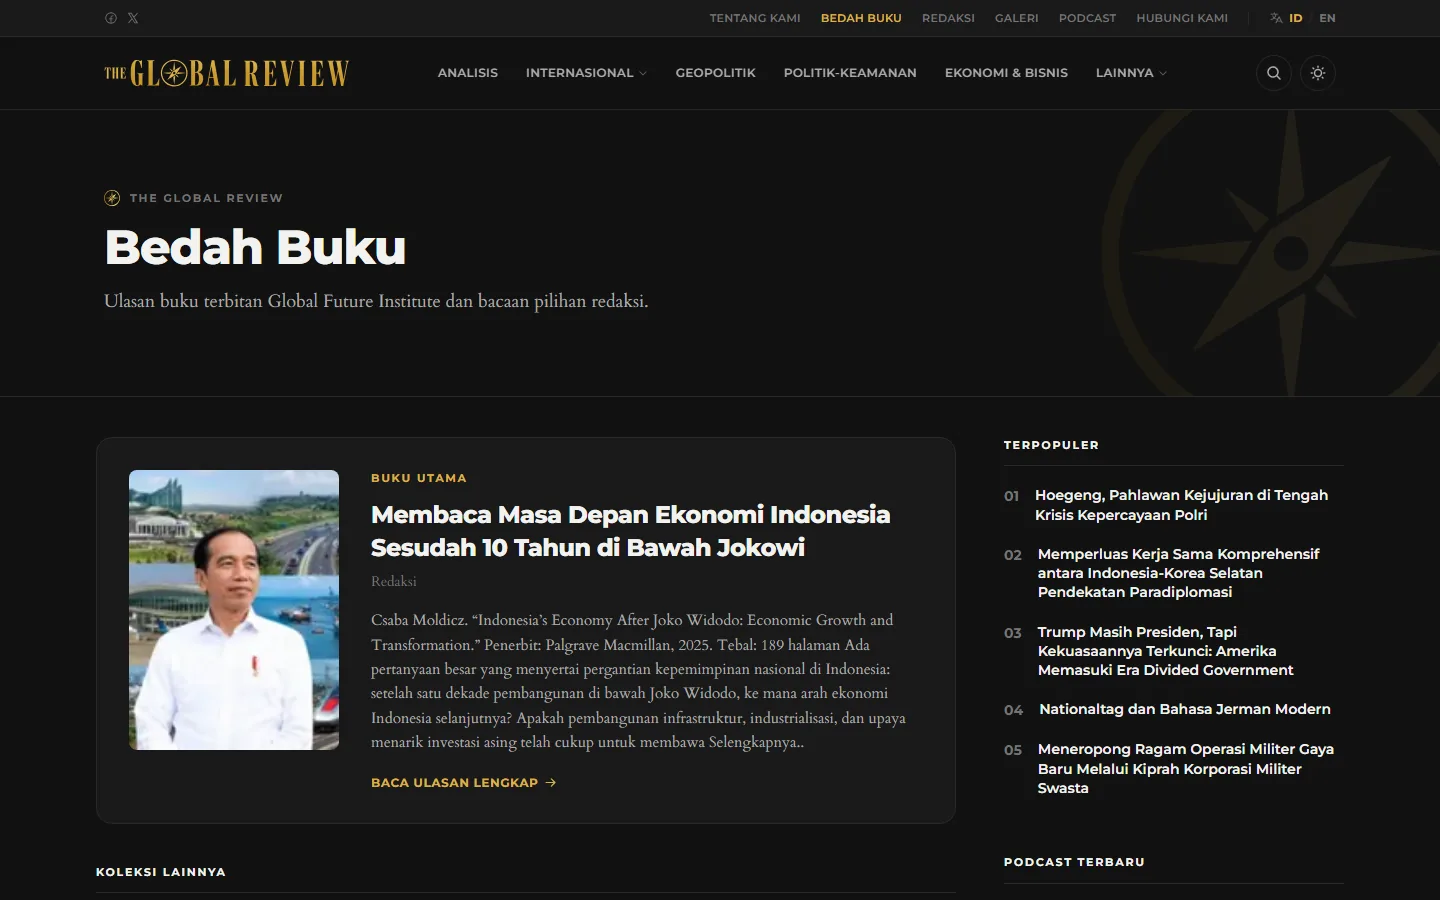 TENTANG KAMI
BEDAH BUKU
REDAKSI
GALERI
PODCAST
HUBUNGI KAMI
ID
EN
THE GLOBAL REVIEW
ANALISIS
INTERNASIONAL
GEOPOLITIK
POLITIK-KEAMANAN
EKONOMI & BISNIS
LAINNYA
THE GLOBAL REVIEW
Bedah Buku
Ulasan buku terbitan Global Future Institute dan bacaan pilihan redaksi.
BUKU UTAMA
Membaca Masa Depan Ekonomi Indonesia
Sesudah 10 Tahun di Bawah Jokowi
Redaksi
Csaba Moldicz. “Indonesia’s Economy After Joko Widodo: Economic Growth and
Transformation.” Penerbit: Palgrave Macmillan, 2025. Tebal: 189 halaman Ada
pertanyaan besar yang menyertai pergantian kepemimpinan nasional di Indonesia:
setelah satu dekade pembangunan di bawah Joko Widodo, ke mana arah ekonomi
Indonesia selanjutnya? Apakah pembangunan infrastruktur, industrialisasi, dan upaya
menarik investasi asing telah cukup untuk membawa Selengkapnya..
BACA ULASAN LENGKAP →
KOLEKSI LAINNYA
TERPOPULER
01 Hoegeng, Pahlawan Kejujuran di Tengah
Krisis Kepercayaan Polri
02 Memperluas Kerja Sama Komprehensif
antara Indonesia-Korea Selatan
Pendekatan Paradiplomasi
03 Trump Masih Presiden, Tapi
Kekuasaannya Terkunci: Amerika
Memasuki Era Divided Government
04 Nationaltag dan Bahasa Jerman Modern
05 Meneropong Ragam Operasi Militer Gaya
Baru Melalui Kiprah Korporasi Militer
Swasta
PODCAST TERBARU